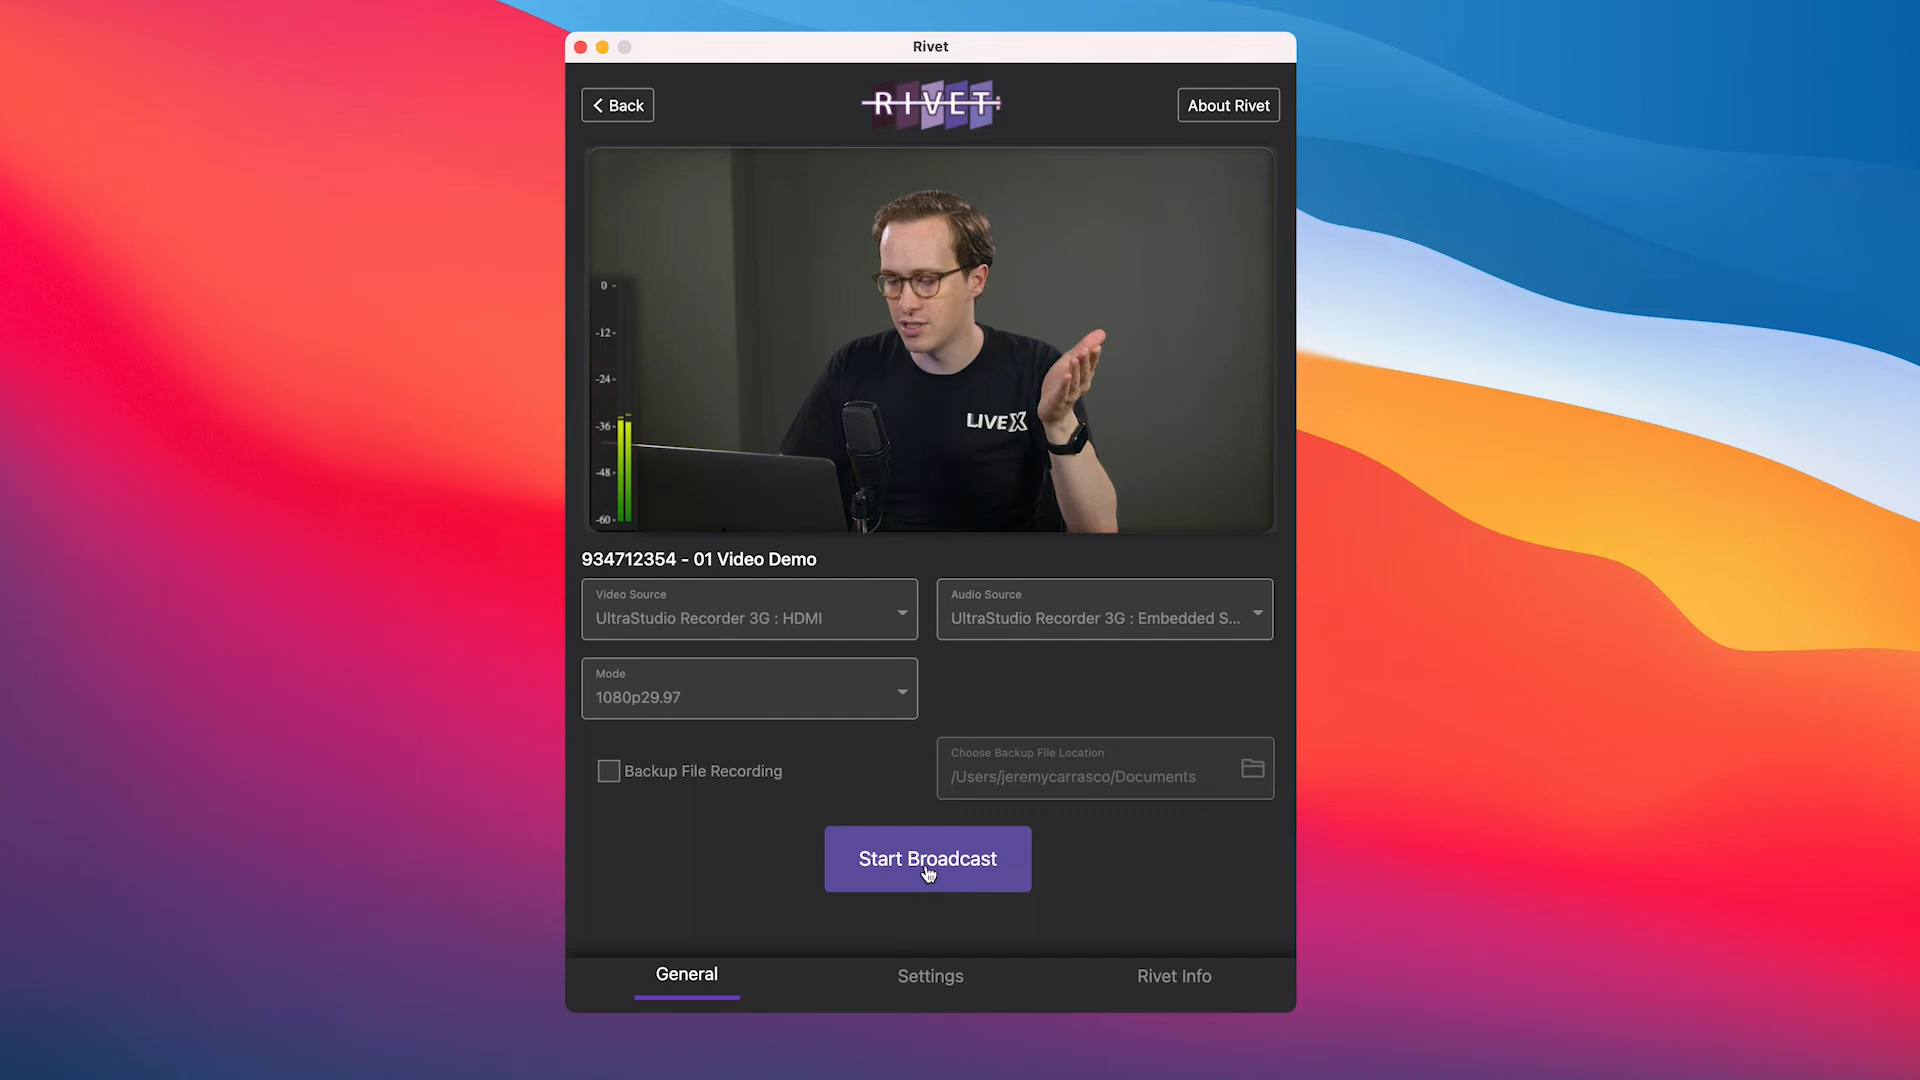 Rivet
Back
RIVET
About Rivet
0
-12
-24
-36
-48
-60
LIVEX
934712354 - 01 Video Demo
Video Source
UltraStudio Recorder 3G : HDMI
Audio Source
UltraStudio Recorder 3G : Embedded S...
Mode
1080p29.97
Backup File Recording
Choose Backup File Location
/Users/jeremycarrasco/Documents
Start Broadcast
General
Settings
Rivet Info